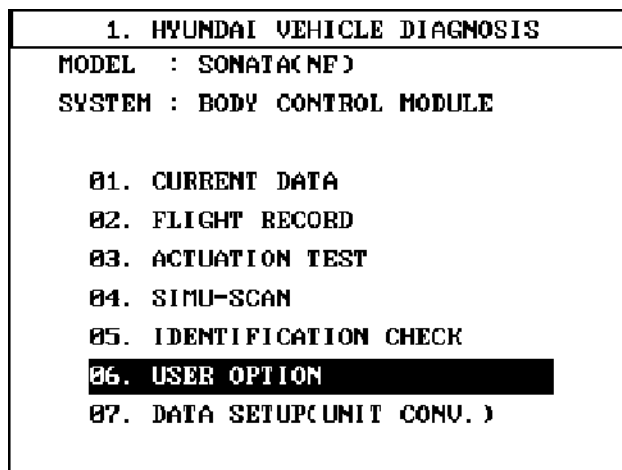 1. HYUNDAI VEHICLE DIAGNOSIS
MODEL : SONATA(NF)
SYSTEM : BODY CONTROL MODULE
01. CURRENT DATA
02. FLIGHT RECORD
03. ACTUATION TEST
04. SIMU-SCAN
05. IDENTIFICATION CHECK
06. USER OPTION
07. DATA SETUP(UNIT CONV.)